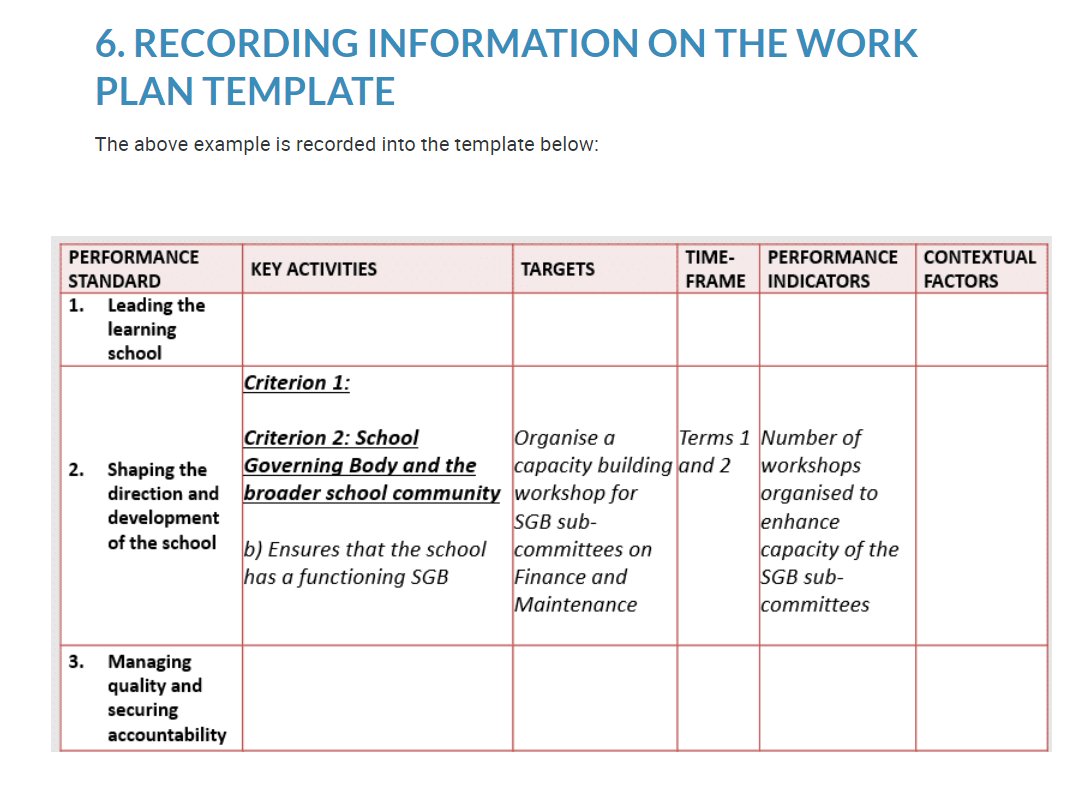 6. RECORDING INFORMATION ON THE WORK
PLAN TEMPLATE
The above example is recorded into the template below:
PERFORMANCE
STANDARD
KEY ACTIVITIES
TARGETS
TIME-
FRAME
PERFORMANCE
INDICATORS
CONTEXTUAL
FACTORS
1. Leading the
learning
school
2. Shaping the
direction and
development
of the school
Criterion 1:
Criterion 2: School
Governing Body and the
broader school community
b) Ensures that the school
has a functioning SGB
Organise a
capacity building
workshop for
SGB sub-
committees on
Finance and
Maintenance
Terms 1
and 2
Number of
workshops
organised to
enhance
capacity of the
SGB sub-
committees
3. Managing
quality and
securing
accountability